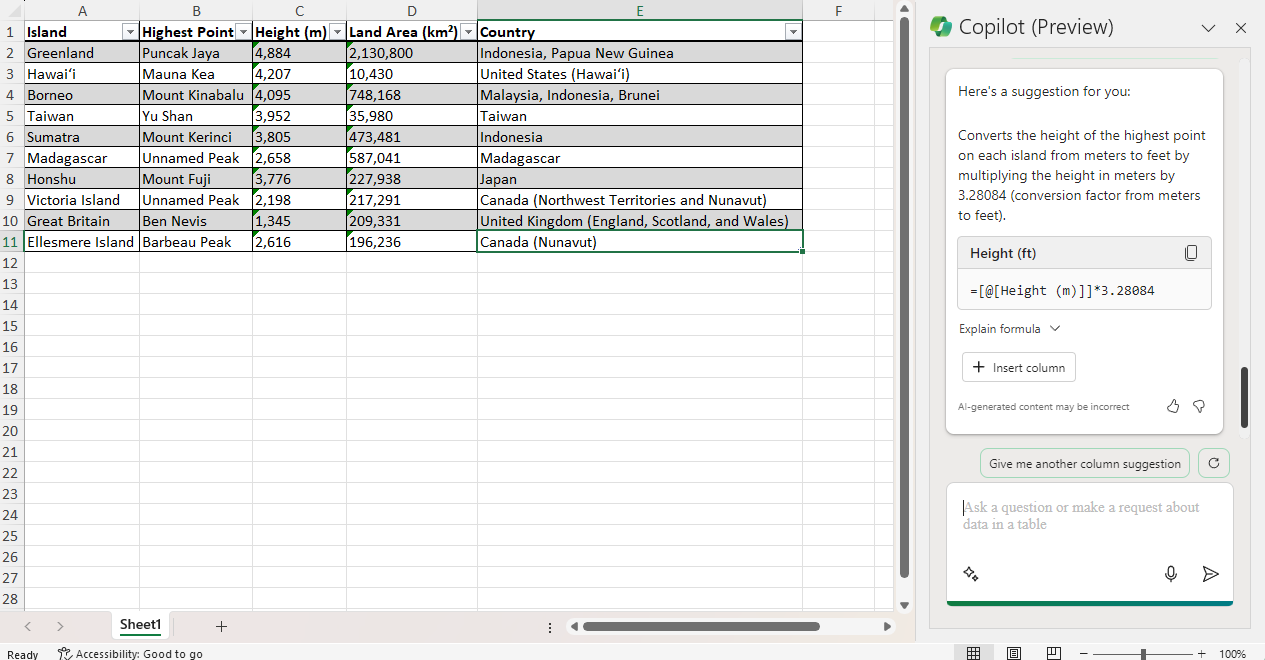 A B C D E F
1 Island Highest Point Height (m) Land Area (km²) Country
2 Greenland Puncak Jaya 4,884 2,130,800 Indonesia, Papua New Guinea
3 Hawaiʻi Mauna Kea 4,207 10,430 United States (Hawaiʻi)
4 Borneo Mount Kinabalu 4,095 748,168 Malaysia, Indonesia, Brunei
5 Taiwan Yu Shan 3,952 35,980 Taiwan
6 Sumatra Mount Kerinci 3,805 473,481 Indonesia
7 Madagascar Unnamed Peak 2,658 587,041 Madagascar
8 Honshu Mount Fuji 3,776 227,938 Japan
9 Victoria Island Unnamed Peak 2,198 217,291 Canada (Northwest Territories and Nunavut)
10 Great Britain Ben Nevis 1,345 209,331 United Kingdom (England, Scotland, and Wales)
11 Ellesmere Island Barbeau Peak 2,616 196,236 Canada (Nunavut)
12
13
14
15
16
17
18
19
20
21
22
23
24
25
26
27
28
Sheet1
Ready Accessibility: Good to go
100%
Copilot (Preview)
Here's a suggestion for you:
Converts the height of the highest point
on each island from meters to feet by
multiplying the height in meters by
3.28084 (conversion factor from meters
to feet).
Height (ft)
=[@[Height (m)]]*3.28084
Explain formula
Insert column
AI-generated content may be incorrect
Give me another column suggestion
Ask a question or make a request about
data in a table